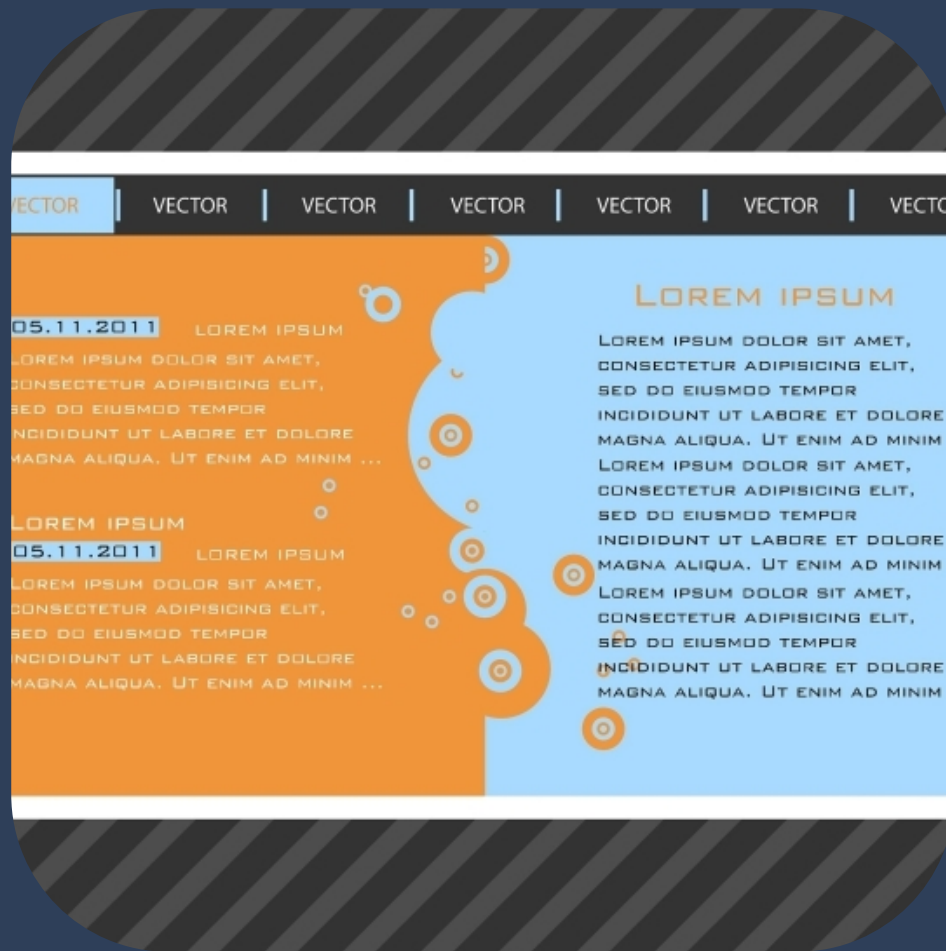 VECTOR VECTOR VECTOR VECTOR VECTOR VECTOR
05.11.2011 LOREM IPSUM
LOREM IPSUM DOLOR SIT AMET,
CONSECTETUR ADIPISICING ELIT,
SED DO EIUSMOD TEMPOR
INCIDIDUNT UT LABORE ET DOLORE
MAGNA ALIQUA. UT ENIM AD MINIM ...
LOREM IPSUM
05.11.2011 LOREM IPSUM
LOREM IPSUM DOLOR SIT AMET,
CONSECTETUR ADIPISICING ELIT,
SED DO EIUSMOD TEMPOR
INCIDIDUNT UT LABORE ET DOLORE
MAGNA ALIQUA. UT ENIM AD MINIM ...
LOREM IPSUM
LOREM IPSUM DOLOR SIT AMET,
CONSECTETUR ADIPISICING ELIT,
SED DO EIUSMOD TEMPOR
INCIDIDUNT UT LABORE ET DOLORE
MAGNA ALIQUA. UT ENIM AD MINIM
LOREM IPSUM DOLOR SIT AMET,
CONSECTETUR ADIPISICING ELIT,
SED DO EIUSMOD TEMPOR
INCIDIDUNT UT LABORE ET DOLORE
MAGNA ALIQUA. UT ENIM AD MINIM
LOREM IPSUM DOLOR SIT AMET,
CONSECTETUR ADIPISICING ELIT,
SED DO EIUSMOD TEMPOR
INCIDIDUNT UT LABORE ET DOLORE
MAGNA ALIQUA. UT ENIM AD MINIM